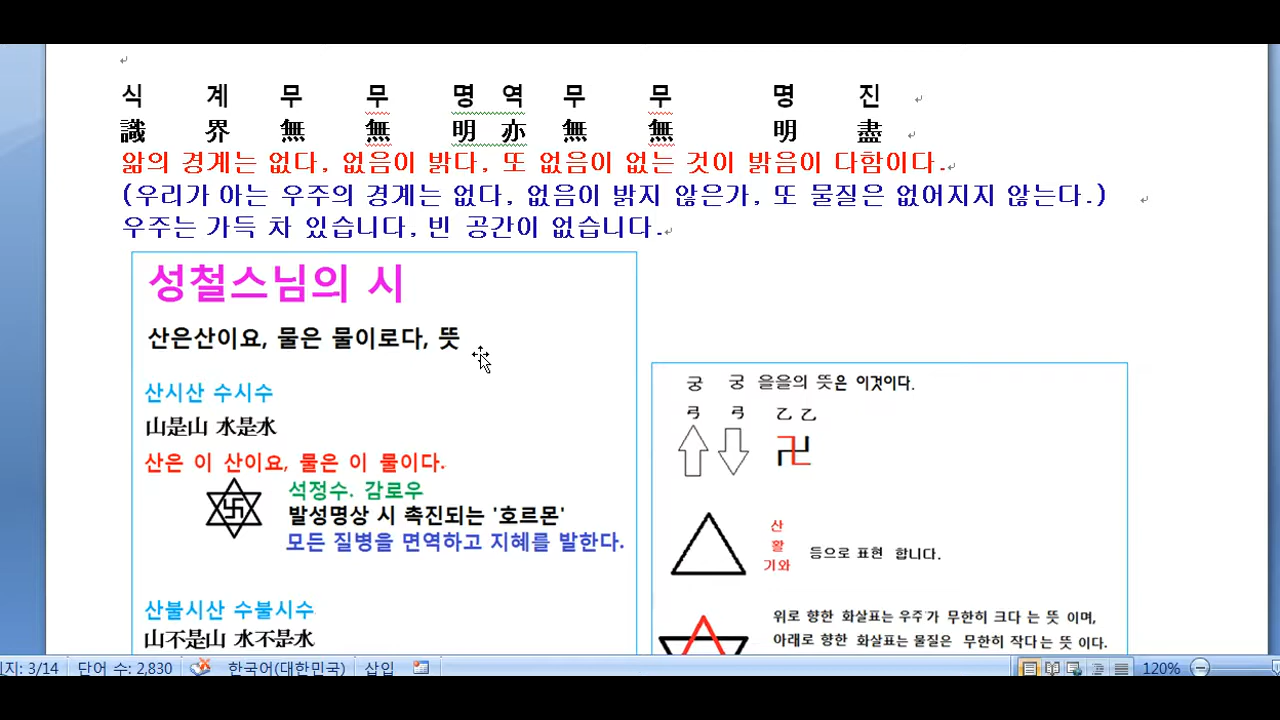 식 계 무 무 명 역 무 무 명 진
識 界 無 無 明 亦 無 無 明 盡
앎의 경계는 없다, 없음이 밝다, 또 없음이 없는 것이 밝음이 다함이다.
(우리가 아는 우주의 경계는 없다, 없음이 밝지 않은가, 또 물질은 없어지지 않는다.)
우주는 가득 차 있습니다, 빈 공간이 없습니다.
성철스님의 시
산은산이요, 물은 물이로다, 뜻
산시산 수시수
山是山 水是水
산은 이 산이요, 물은 이 물이다.
석정수. 감로우
발성명상 시 촉진되는 '호르몬'
모든 질병을 면역하고 지혜를 발한다.
산불시산 수불시수
山不是山 水不是水
궁 궁 을을의 뜻은 이것이다.
弓 弓 乙乙
卍
산
활
기와
등으로 표현 합니다.
위로 향한 화살표는 우주가 무한히 크다 는 뜻 이며,
아래로 향한 화살표는 물질은 무한히 작다 는 뜻 이다.
이지: 3/14 단어 수: 2,830 한국어(대한민국) 삽입 120%